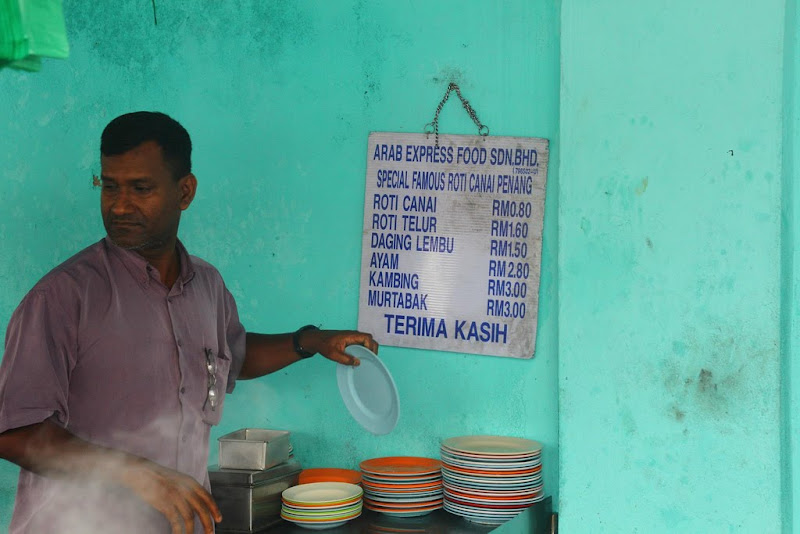 ARAB EXPRESS FOOD SDN.BHD.
SPECIAL FAMOUS ROTI CANAI PENANG
ROTI CANAI RM0.80
ROTI TELUR RM1.60
DAGING LEMBU RM1.50
AYAM RM2.80
KAMBING RM3.00
MURTABAK RM3.00
TERIMA KASIH